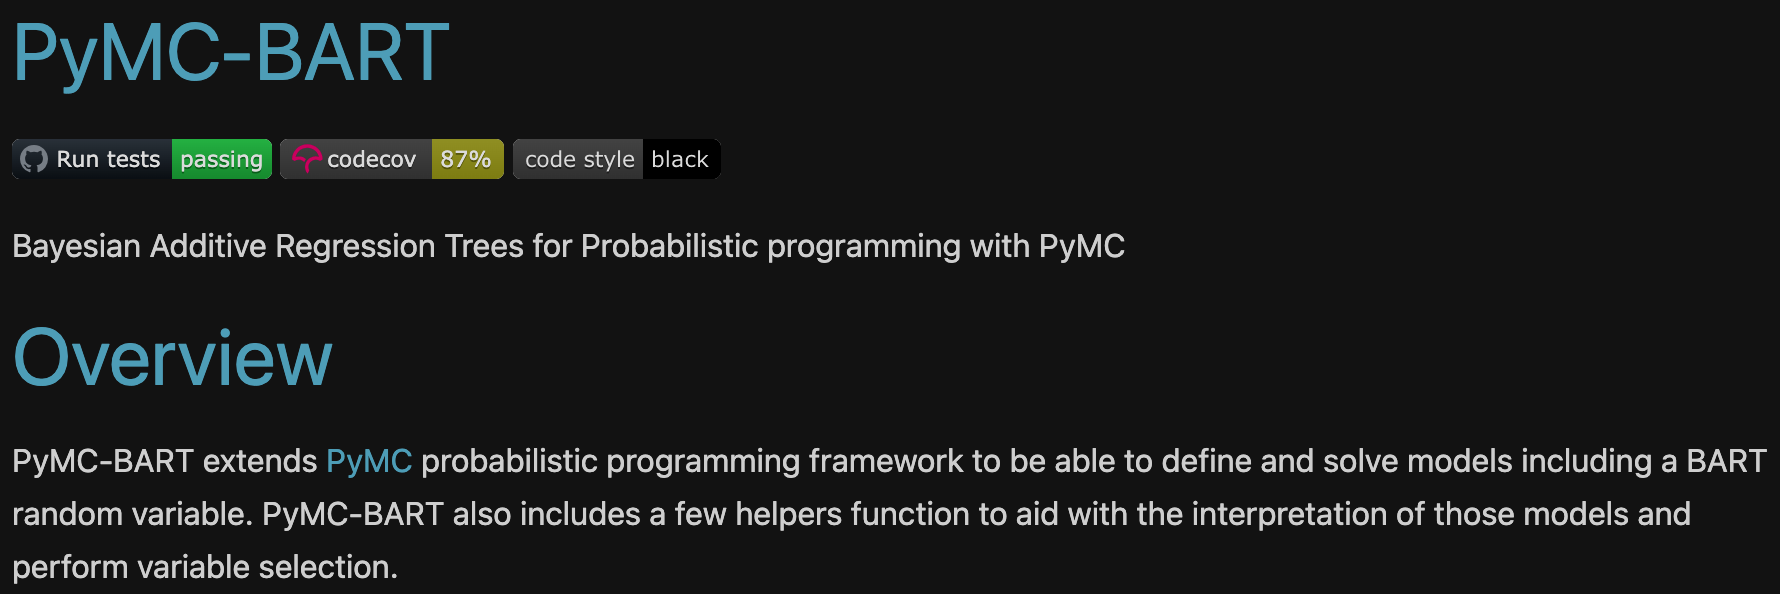 PyMC-BART
Run tests passing codecov 87% code style black
Bayesian Additive Regression Trees for Probabilistic programming with PyMC
Overview
PyMC-BART extends PyMC probabilistic programming framework to be able to define and solve models including a BART
random variable. PyMC-BART also includes a few helpers function to aid with the interpretation of those models and
perform variable selection.